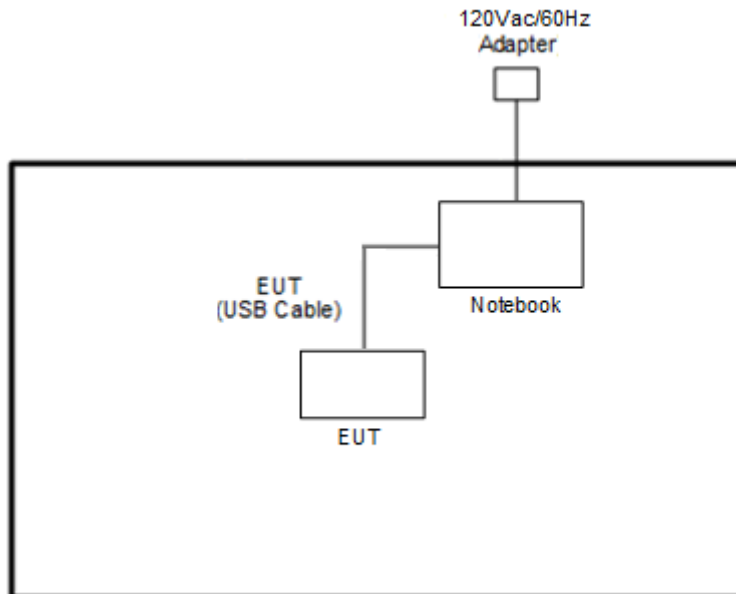 120Vac/60Hz
Adapter
EUT
(USB Cable)
Notebook
EUT